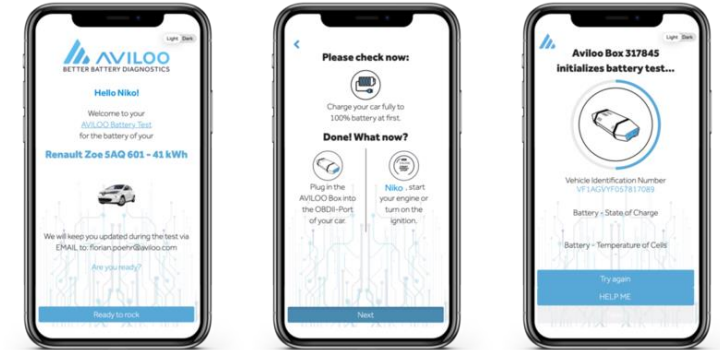 Light Dark
AVILOO
BETTER BATTERY DIAGNOSTICS
Hello Niko!
Welcome to your
AVILOO Battery Test
for the battery of your
Renault Zoe SAQ 601 - 41 kWh
We will keep you updated during the test via
EMAIL to: florian.poehr@aviloo.com
Are you ready?
Ready to rock
Please check now:
Charge your car fully to
100% battery at first.
Done! What now?
Plug in the
AVILOO Box into
the OBDII-Port
of your car.
Niko , start
your engine or
turn on the
ignition.
Next
Light Dark
Aviloo Box 317845
initializes battery test...
Vehicle Identification Number
VF1AGVYF057817089
Battery - State of Charge
Battery - Temperature of Cells
Try again
HELP ME